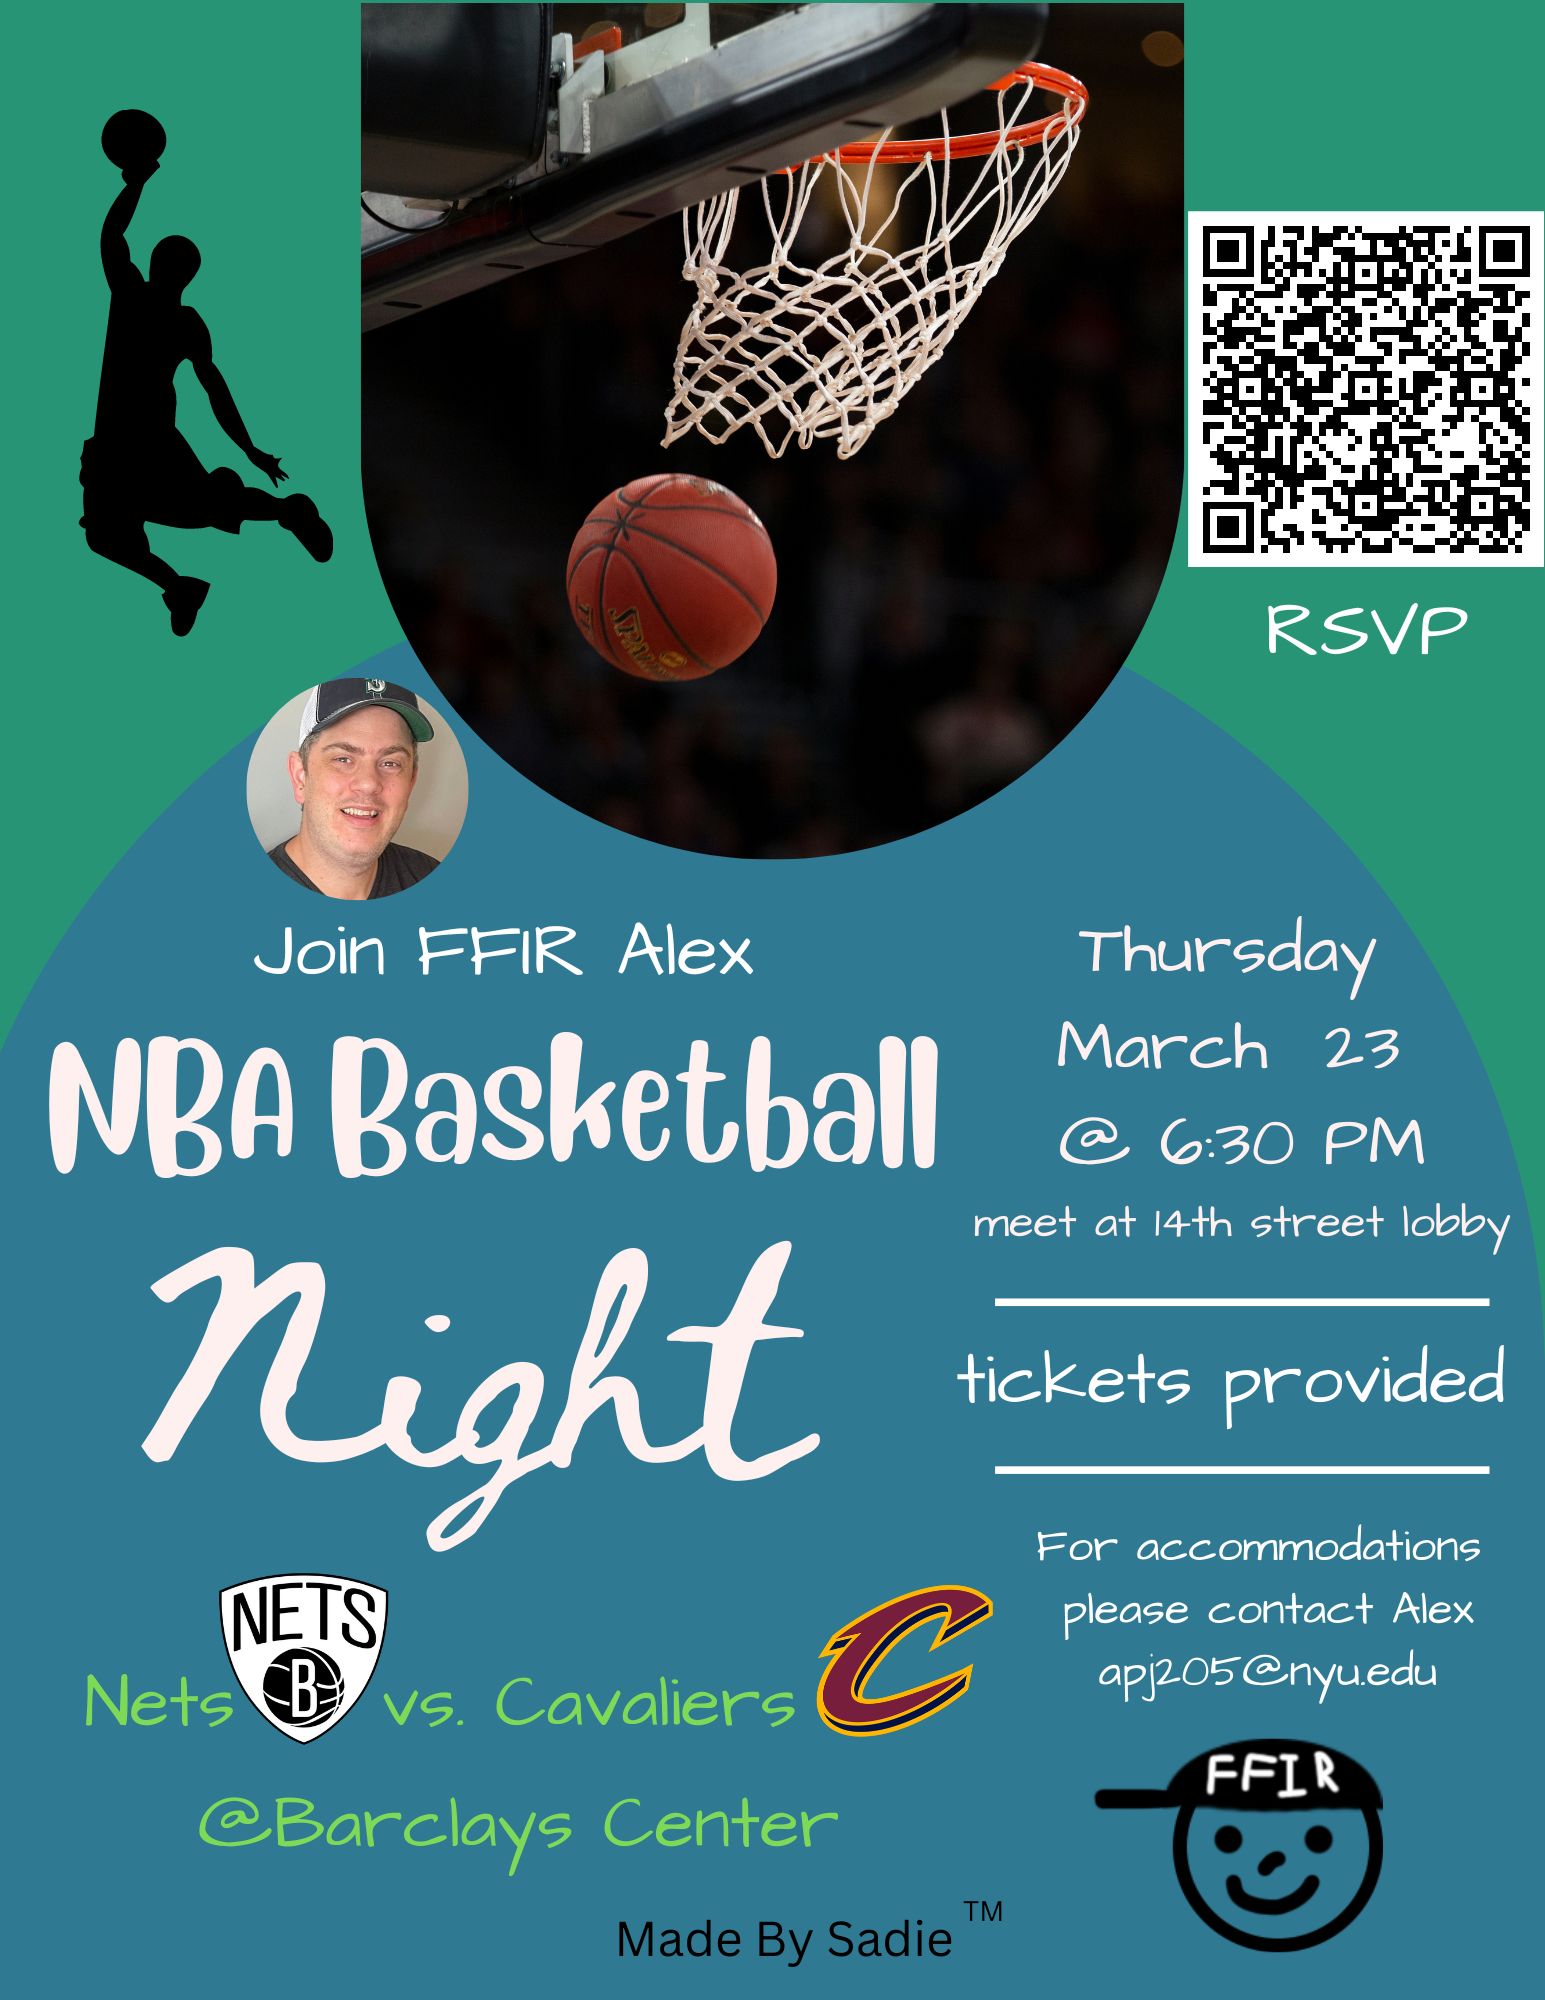 SPALDING
RSVP
Join FFIR Alex
NBA Basketball
Night
Thursday
March 23
@ 6:30 PM
meet at 14th street lobby
tickets provided
For accommodations
please contact Alex
apj205@nyu.edu
NETS
B
Nets vs. Cavaliers
C
@Barclays Center
FFIR
Made By Sadie TM